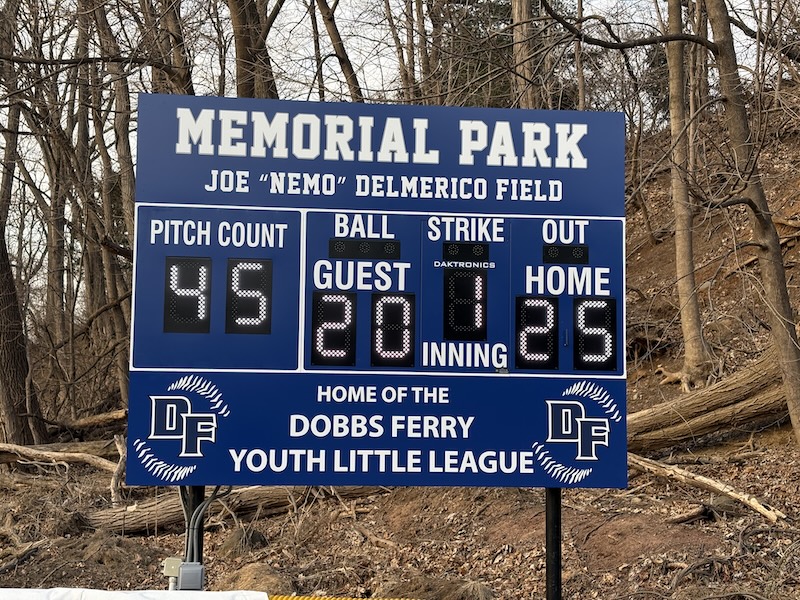 MEMORIAL PARK
JOE "NEMO" DELMERICO FIELD
PITCH COUNT
45
BALL STRIKE OUT
DAKTRONICS
GUEST HOME
20 1 25
INNING
HOME OF THE
DOBBS FERRY
YOUTH LITTLE LEAGUE
DF DF